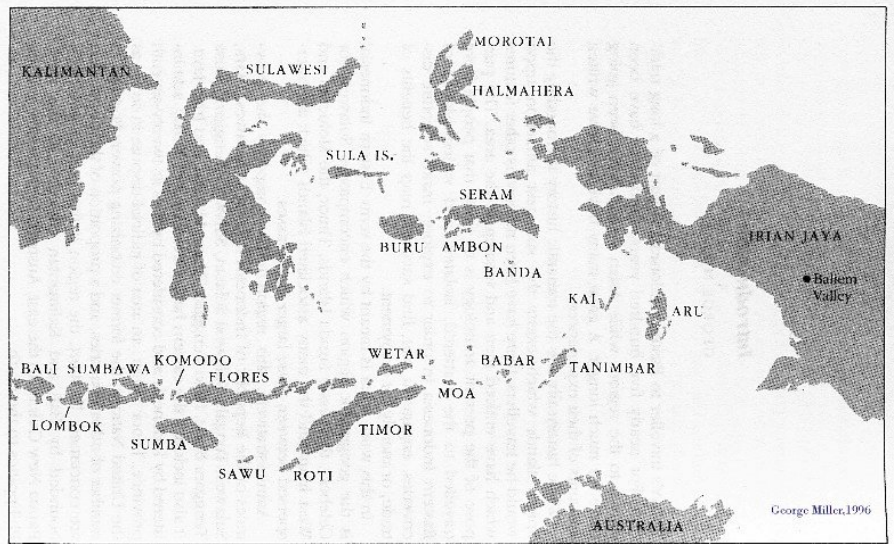 MOROTAI
KALIMANTAN
SULAWESI
HALMAHERA
SULA IS.
SERAM
BURU
AMBON
IRIAN JAYA
BANDA
Baliem
Valley
KAI
ARU
WETAR
BABAR
TANIMBAR
KOMODO
BALI SUMBAWA
FLORES
MOA
LOMBOK
TIMOR
SUMBA
SAWU
ROTI
George Miller,1996
AUSTRALIA